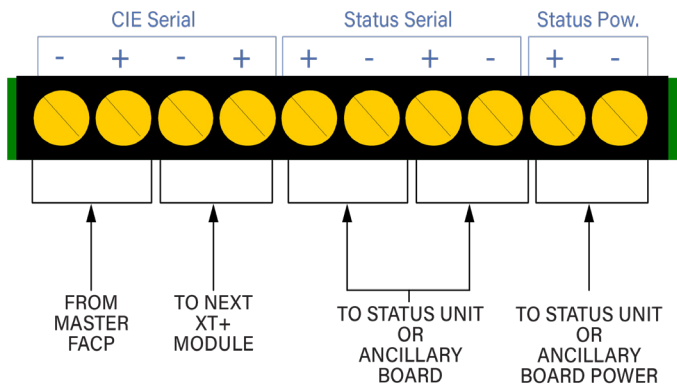 CIE Serial Status Serial Status Pow.
- + - + + - + - + -
FROM
MASTER
FACP
TO NEXT
XT+
MODULE
TO STATUS UNIT
OR
ANCILLARY
BOARD
TO STATUS UNIT
OR
ANCILLARY
BOARD POWER